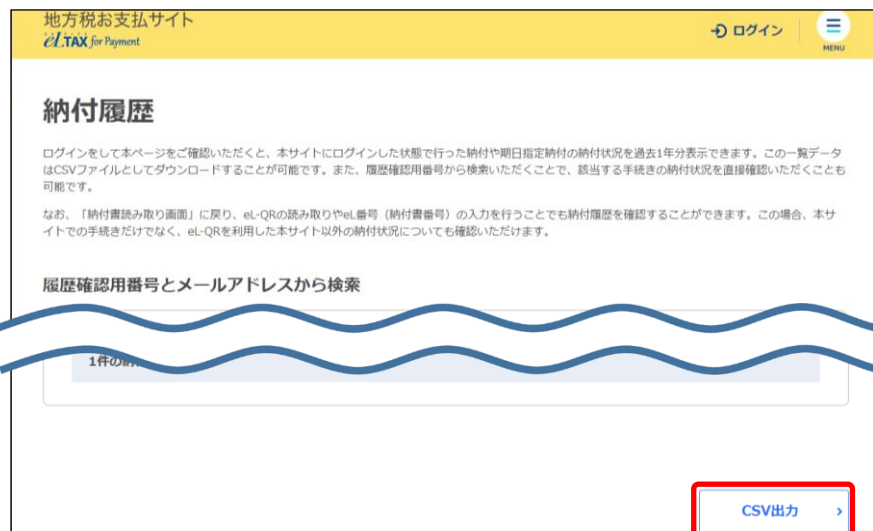 地方税お支払サイト
eLTAX for Payment
ログイン
MENU
納付履歴
ログインをして本ページをご確認いただくと、本サイトにログインした状態で行った納付や期日指定納付の納付状況を過去1年分表示できます。この一覧データ
はCSVファイルとしてダウンロードすることが可能です。また、履歴確認用番号から検索いただくことで、該当する手続きの納付状況を直接確認いただくことも
可能です。
なお、「納付書読み取り画面」に戻り、eL-QRの読み取りやeL番号（納付書番号）の入力を行うことでも納付履歴を確認することができます。この場合、本サ
イトでの手続きだけでなく、eL-QRを利用した本サイト以外の納付状況についても確認いただけます。
履歴確認用番号とメールアドレスから検索
1件の
CSV出力